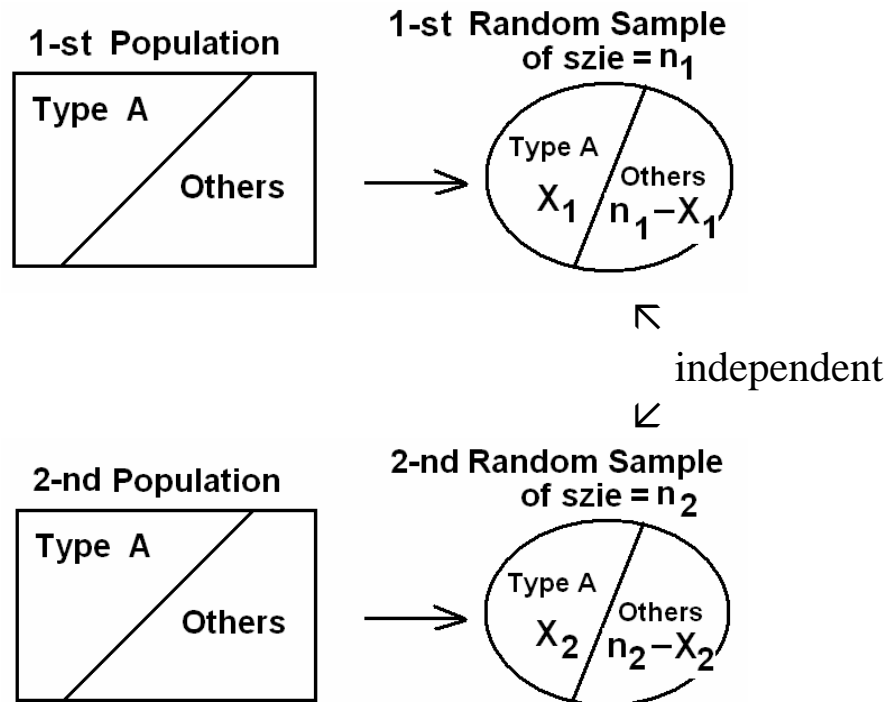 1-st Population
1-st Random Sample
of szie = n₁
Type A
Others
Type A
X₁
Others
n₁−X₁
independent
2-nd Population
2-nd Random Sample
of szie = n₂
Type A
Others
Type A
X₂
Others
n₂−X₂